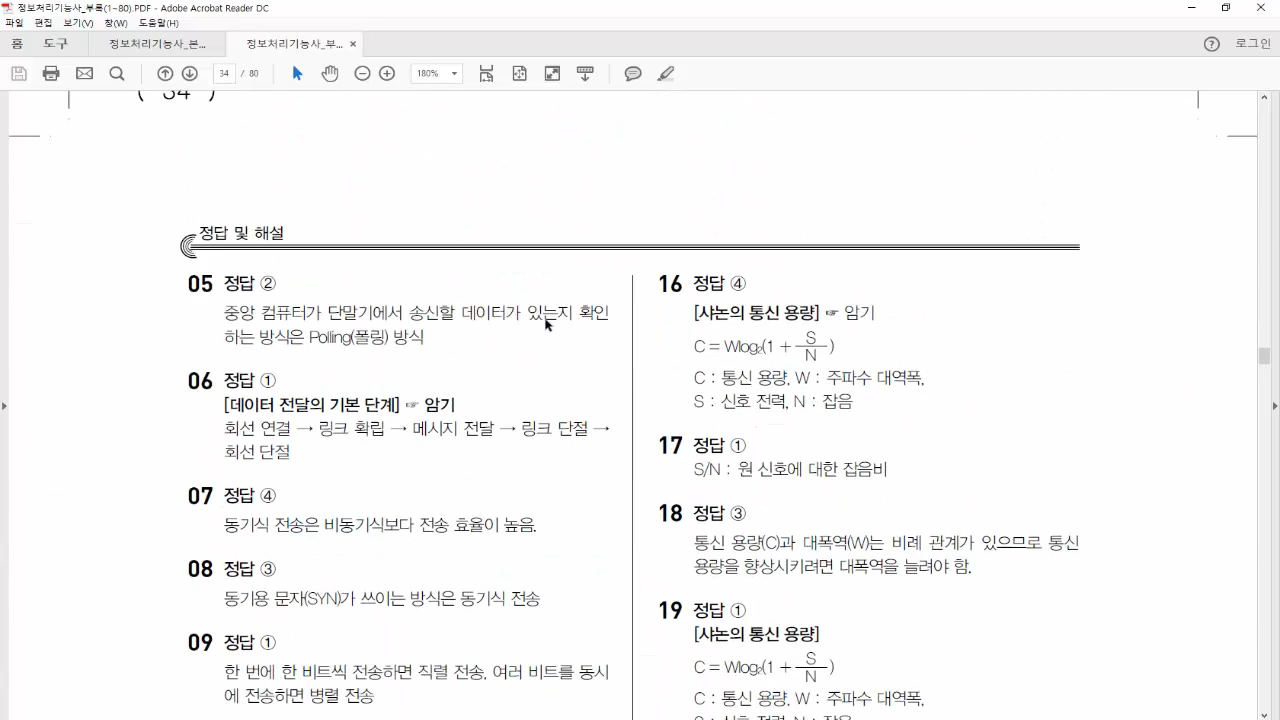 정보처리기능사_부록(1~80).PDF - Adobe Acrobat Reader DC
파일 편집 보기(V) 창(W) 도움말(H)
홈 도구 정보처리기능사_본... 정보처리기능사_부... × ? 로그인
34 / 80 180%
( 34 )
정답 및 해설
05 정답 ②
중앙 컴퓨터가 단말기에서 송신할 데이터가 있는지 확인
하는 방식은 Polling(폴링) 방식
06 정답 ①
[데이터 전달의 기본 단계] ☞ 암기
회선 연결 → 링크 확립 → 메시지 전달 → 링크 단절 →
회선 단절
07 정답 ④
동기식 전송은 비동기식보다 전송 효율이 높음.
08 정답 ③
동기용 문자(SYN)가 쓰이는 방식은 동기식 전송
09 정답 ①
한 번에 한 비트씩 전송하면 직렬 전송, 여러 비트를 동시
에 전송하면 병렬 전송
16 정답 ④
[샤논의 통신 용량] ☞ 암기
C = Wlog₂(1 + S/N)
C : 통신 용량, W : 주파수 대역폭,
S : 신호 전력, N : 잡음
17 정답 ①
S/N : 원 신호에 대한 잡음비
18 정답 ③
통신 용량(C)과 대폭역(W)는 비례 관계가 있으므로 통신
용량을 향상시키려면 대폭역을 늘려야 함.
19 정답 ①
[샤논의 통신 용량]
C = Wlog₂(1 + S/N)
C : 통신 용량, W : 주파수 대역폭,
S : 신호 전력, N : 잡음